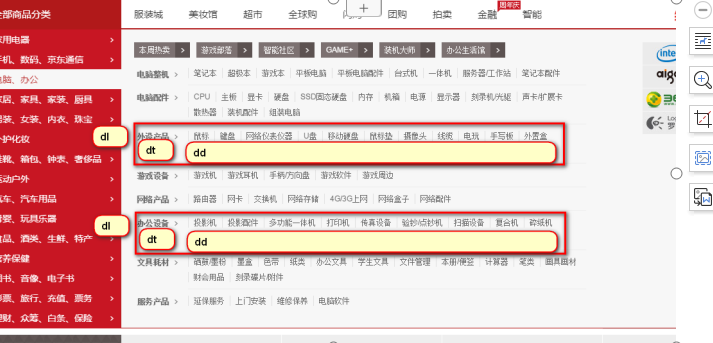 全部商品分类 服装城 美妆馆 超市 全球购 团购 拍卖 金融 智能
周年庆
家用电器
手机、数码、京东通信
电脑、办公
家居、家具、家装、厨具
男装、女装、内衣、珠宝
个护化妆
鞋靴、箱包、钟表、奢侈品
运动户外
汽车、汽车用品
母婴、玩具乐器
食品、酒类、生鲜、特产
营养保健
图书、音像、电子书
彩票、旅行、充值、票务
理财、众筹、白条、保险
本周热卖 > 游戏部落 > 智能社区 > GAME+ > 装机大师 > 办公生活馆 >
电脑整机 > 笔记本 超极本 游戏本 平板电脑 平板电脑配件 台式机 一体机 服务器/工作站 笔记本配件
电脑配件 > CPU 主板 显卡 硬盘 SSD固态硬盘 内存 机箱 电源 显示器 刻录机/光驱 声卡/扩展卡
散热器 装机配件 组装电脑
外设产品 > 鼠标 键盘 网络仪表仪器 U盘 移动硬盘 鼠标垫 摄像头 线缆 电玩 手写板 外置盒
dl
dt dd
游戏设备 > 游戏机 游戏耳机 手柄/方向盘 游戏软件 游戏周边
网络产品 > 路由器 网卡 交换机 网络存储 4G/3G上网 网络盒子 网络配件
办公设备 > 投影机 投影配件 多功能一体机 打印机 传真设备 验钞/点钞机 扫描设备 复合机 碎纸机
dl
dt dd
文具耗材 > 硒鼓/墨粉 墨盒 色带 纸类 办公文具 学生文具 文件管理 本册/便签 计算器 笔类 画具画材
财会用品 刻录碟片/附件
服务产品 > 延保服务 上门安装 维修保养 电脑软件